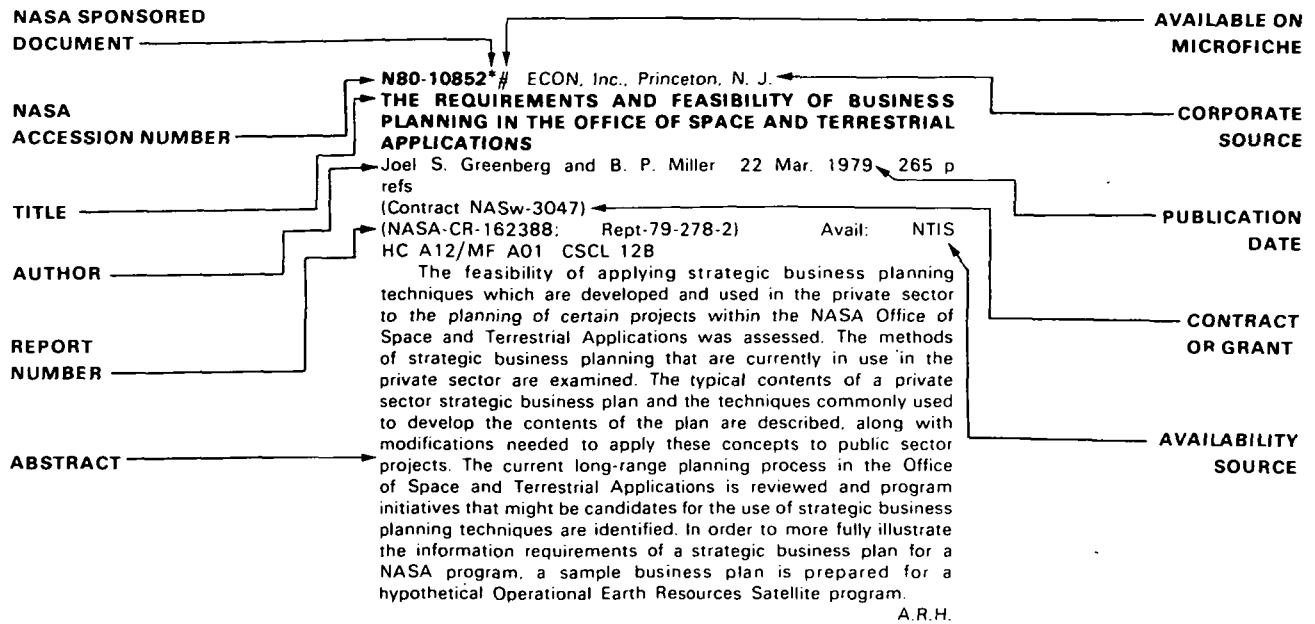 NASA SPONSORED
DOCUMENT
AVAILABLE ON
MICROFICHE
N80-10852*# ECON, Inc., Princeton, N. J.
THE REQUIREMENTS AND FEASIBILITY OF BUSINESS
PLANNING IN THE OFFICE OF SPACE AND TERRESTRIAL
APPLICATIONS
NASA
ACCESSION NUMBER
CORPORATE
SOURCE
Joel S. Greenberg and B. P. Miller 22 Mar. 1979 265 p
refs
(Contract NASw-3047)
TITLE
PUBLICATION
DATE
(NASA-CR-162388; Rept-79-278-2) Avail: NTIS
HC A12/MF A01 CSCL 12B
AUTHOR
The feasibility of applying strategic business planning
techniques which are developed and used in the private sector
to the planning of certain projects within the NASA Office of
Space and Terrestrial Applications was assessed. The methods
of strategic business planning that are currently in use in the
private sector are examined. The typical contents of a private
sector strategic business plan and the techniques commonly used
to develop the contents of the plan are described, along with
modifications needed to apply these concepts to public sector
projects. The current long-range planning process in the Office
of Space and Terrestrial Applications is reviewed and program
initiatives that might be candidates for the use of strategic business
planning techniques are identified. In order to more fully illustrate
the information requirements of a strategic business plan for a
NASA program, a sample business plan is prepared for a
hypothetical Operational Earth Resources Satellite program.
A.R.H.
REPORT
NUMBER
CONTRACT
OR GRANT
ABSTRACT
AVAILABILITY
SOURCE